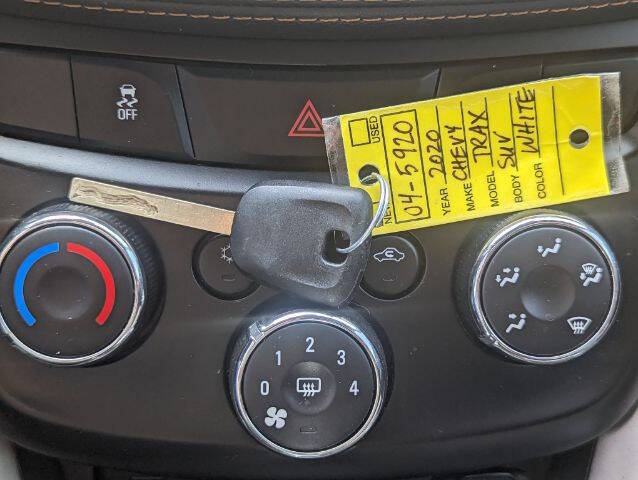 OFF
USED
NEW
04-5920
YEAR 2020
MAKE CHEVY
MODEL TRAX
BODY SUV
COLOR WHITE
0 1 2 3 4